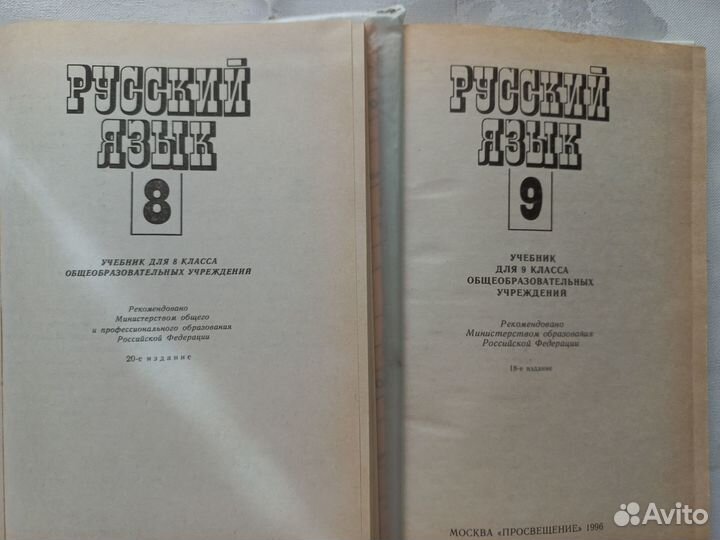 РУССКИЙ
ЯЗЫК
8
УЧЕБНИК ДЛЯ 8 КЛАССА
ОБЩЕОБРАЗОВАТЕЛЬНЫХ УЧРЕЖДЕНИЙ
Рекомендовано
Министерством общего
и профессионального образования
Российской Федерации
20-е издание
РУССКИЙ
ЯЗЫК
9
УЧЕБНИК
ДЛЯ 9 КЛАССА
ОБЩЕОБРАЗОВАТЕЛЬНЫХ
УЧРЕЖДЕНИЙ
Рекомендовано
Министерством образования
Российской Федерации
18-е издание
МОСКВА «ПРОСВЕЩЕНИЕ» 1996
Avito